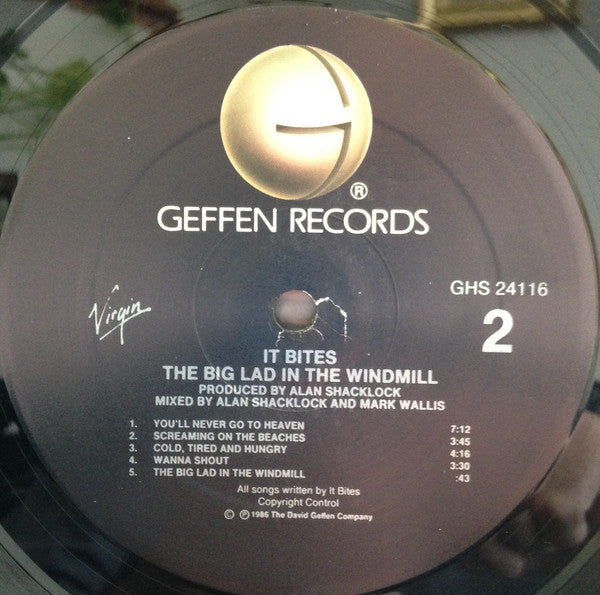 ®
GEFFEN RECORDS
GHS 24116
Virgin
2
IT BITES
THE BIG LAD IN THE WINDMILL
PRODUCED BY ALAN SHACKLOCK
MIXED BY ALAN SHACKLOCK AND MARK WALLIS
1. YOU'LL NEVER GO TO HEAVEN 7:12
2. SCREAMING ON THE BEACHES 3:45
3. COLD, TIRED AND HUNGRY 4:16
4. WANNA SHOUT 3:30
5. THE BIG LAD IN THE WINDMILL :43
All songs written by It Bites
Copyright Control
© ℗ 1986 The David Geffen Company